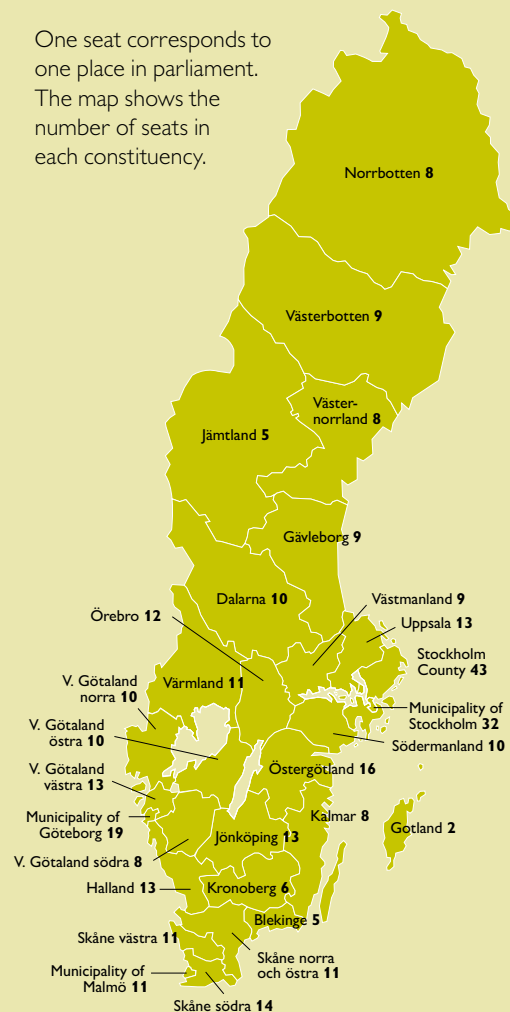 One seat corresponds to
one place in parliament.
The map shows the
number of seats in
each constituency.
Norrbotten 8
Västerbotten 9
Väster-
norrland 8
Jämtland 5
Gävleborg 9
Dalarna 10
Västmanland 9
Örebro 12
Uppsala 13
Stockholm
County 43
V. Götaland
norra 10
Värmland 11
Municipality of
Stockholm 32
V. Götaland
östra 10
Södermanland 10
V. Götaland
västra 13
Östergötland 16
Municipality of
Göteborg 19
Kalmar 8
Gotland 2
Jönköping 13
V. Götaland södra 8
Halland 13
Kronoberg 6
Blekinge 5
Skåne västra 11
Skåne norra
och östra 11
Municipality of
Malmö 11
Skåne södra 14